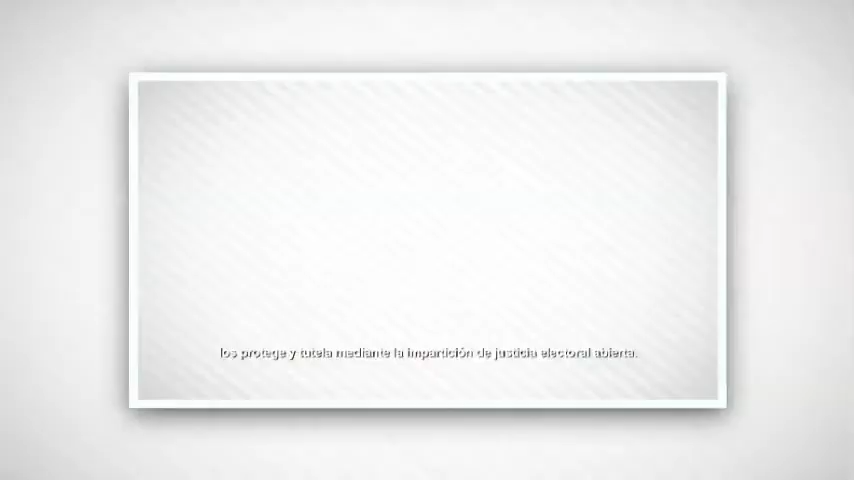 los protege y tutela mediante la impartición de justicia electoral abierta.